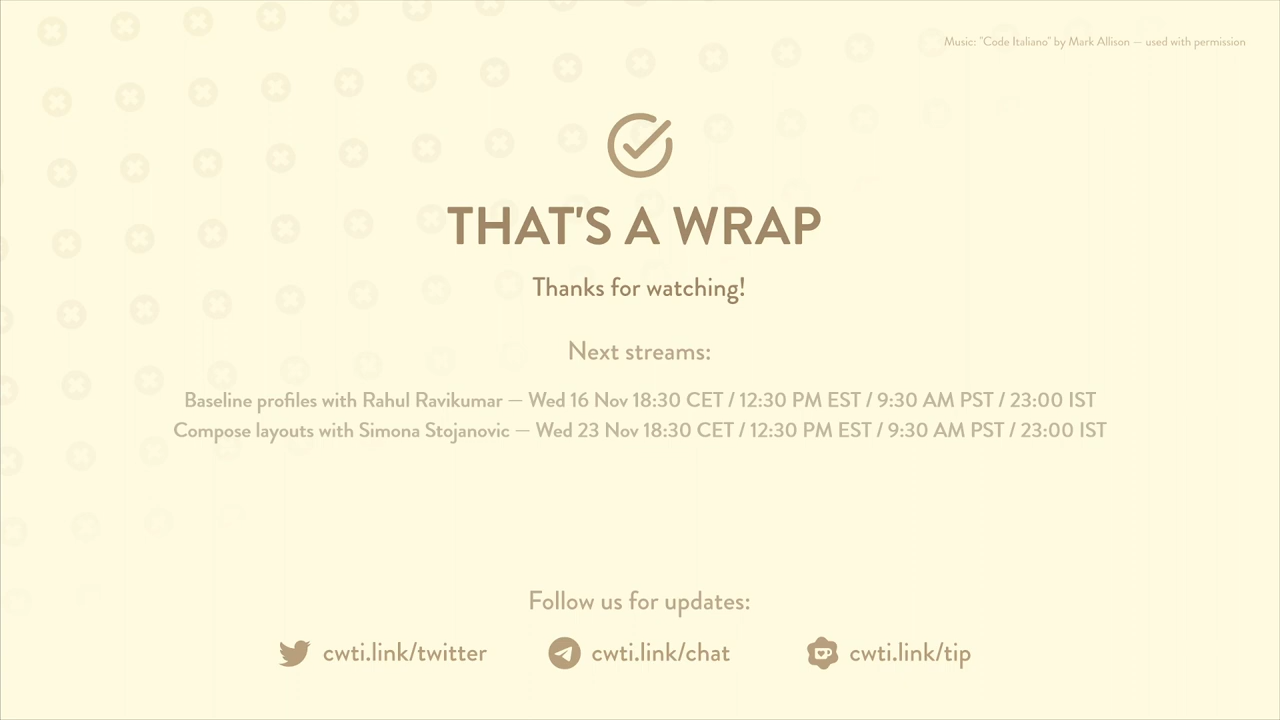 Music: "Code Italiano" by Mark Allison — used with permission
THAT'S A WRAP
Thanks for watching!
Next streams:
Baseline profiles with Rahul Ravikumar — Wed 16 Nov 18:30 CET / 12:30 PM EST / 9:30 AM PST / 23:00 IST
Compose layouts with Simona Stojanovic — Wed 23 Nov 18:30 CET / 12:30 PM EST / 9:30 AM PST / 23:00 IST
Follow us for updates:
cwti.link/twitter cwti.link/chat cwti.link/tip